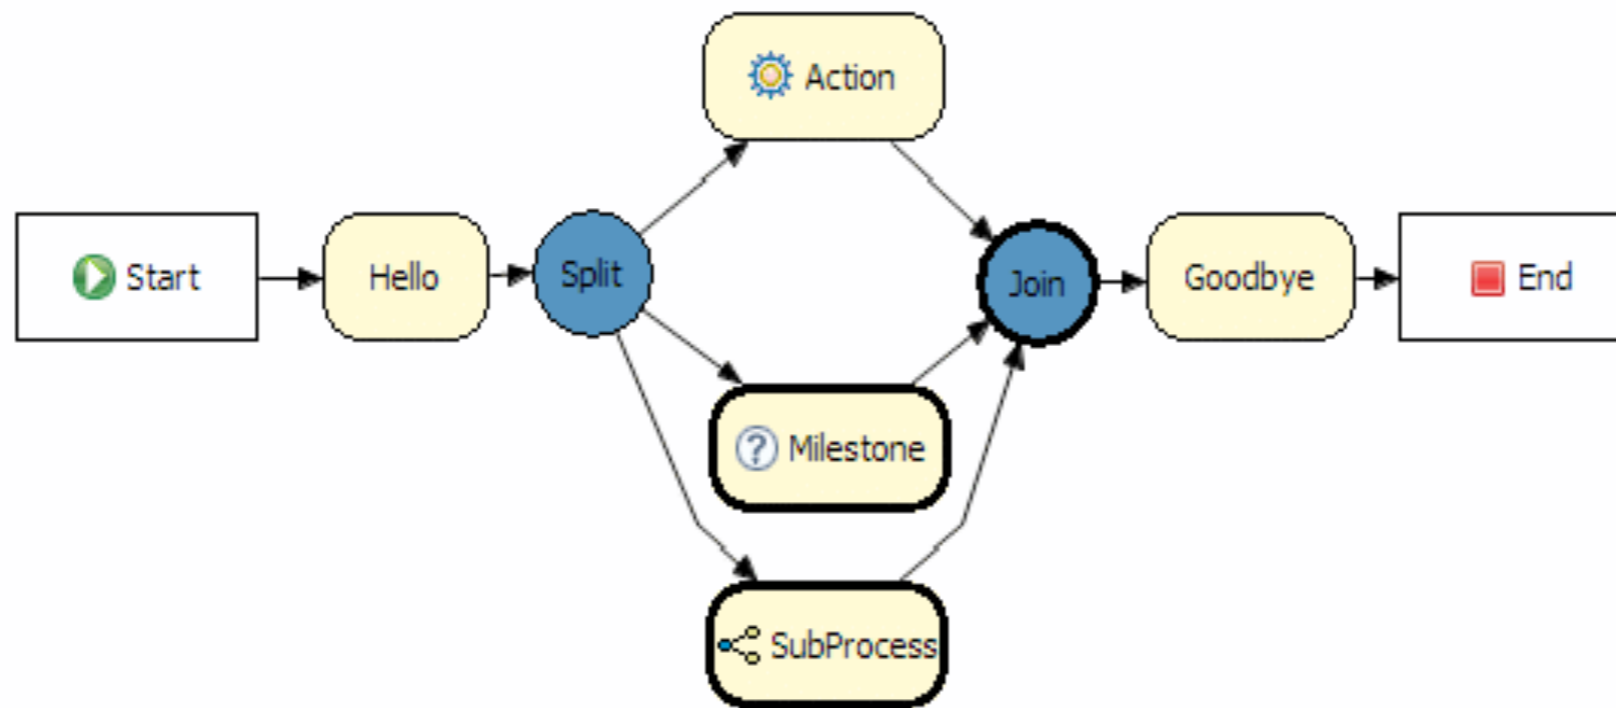 Action
Start
Hello
Split
Join
Goodbye
End
? Milestone
SubProcess